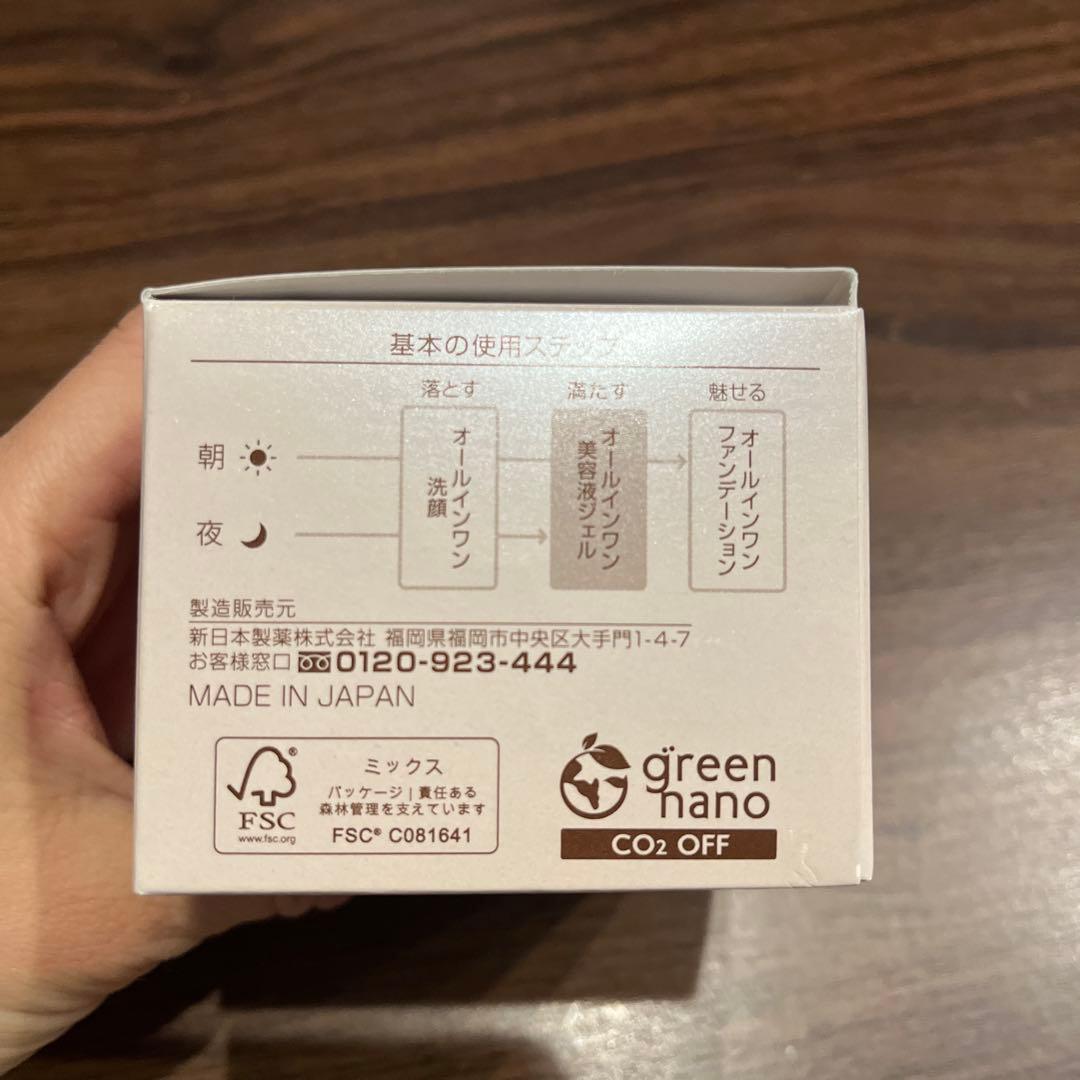 基本の使用ステップ
落とす 満たす 魅せる
朝
夜
オールインワン
洗顔
オールインワン
美容液ジェル
オールインワン
ファンデーション
製造販売元
新日本製薬株式会社 福岡県福岡市中央区大手門1-4-7
お客様窓口 0120-923-444
MADE IN JAPAN
FSC
www.fsc.org
ミックス
パッケージ | 責任ある
森林管理を支えています
FSC® C081641
green
nano
CO2 OFF